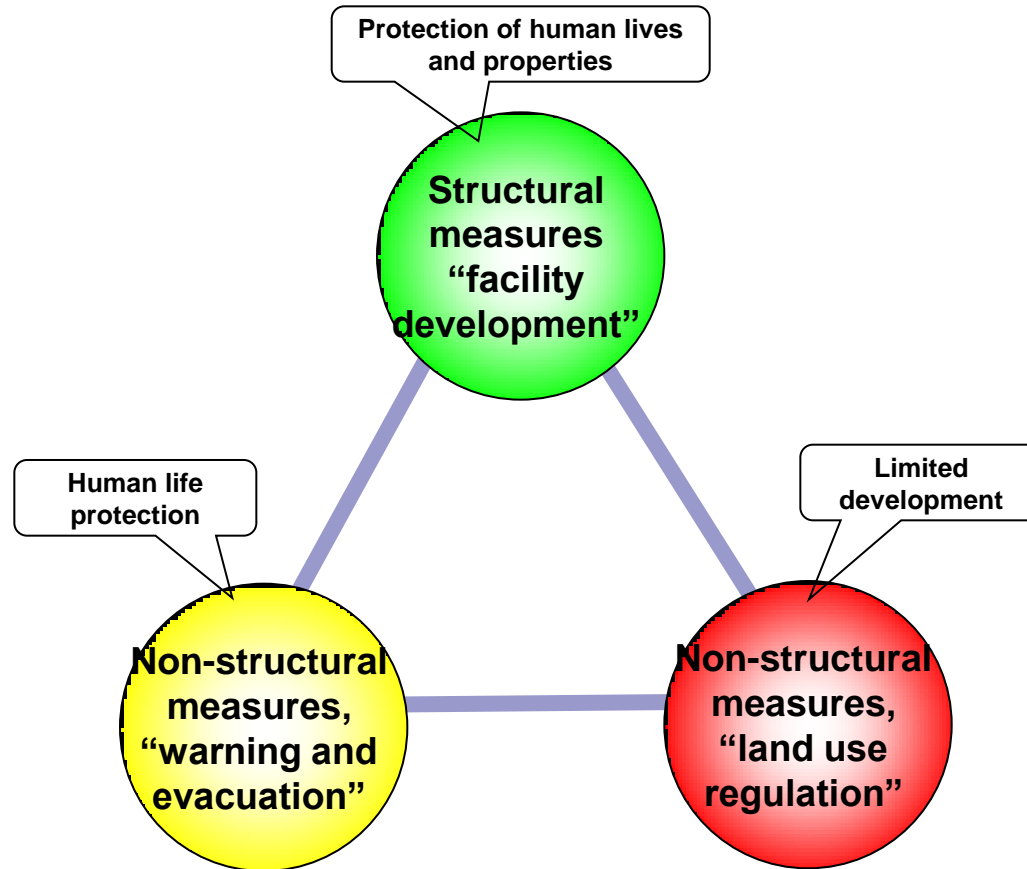 Protection of human lives
and properties
Structural
measures
“facility
development”
Human life
protection
Limited
development
Non-structural
measures,
“warning and
evacuation”
Non-structural
measures,
“land use
regulation”